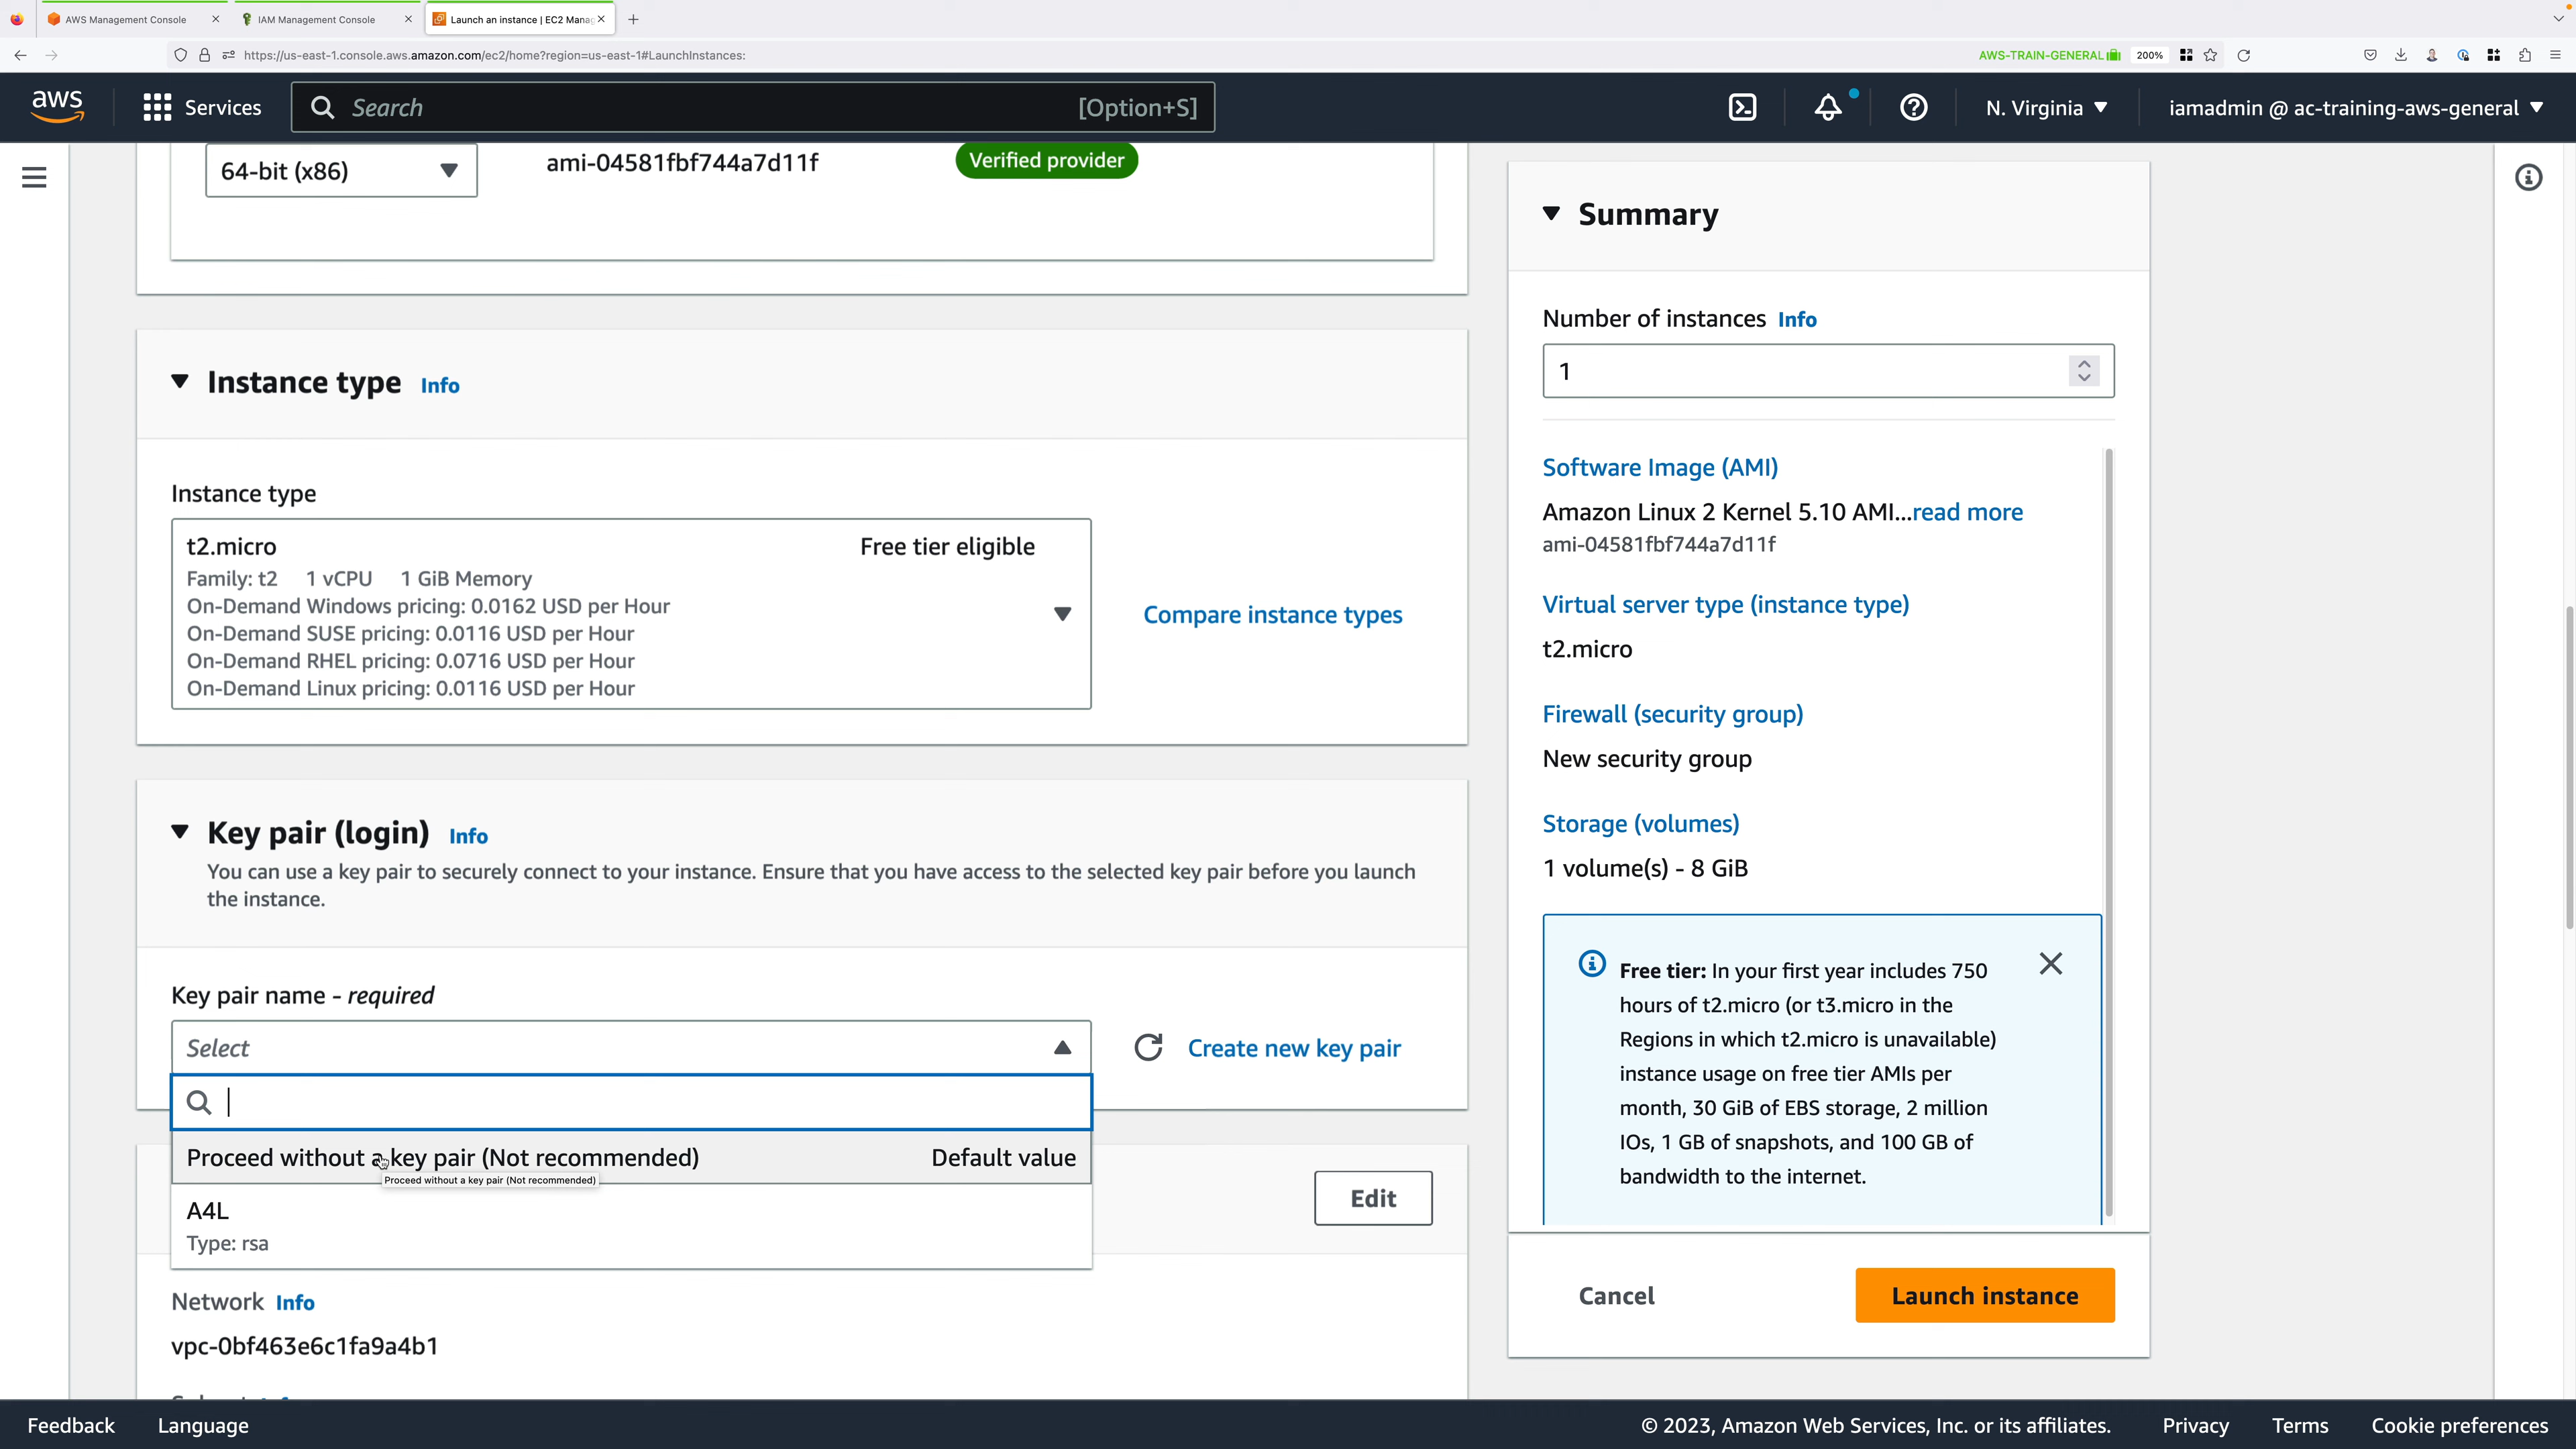 AWS Management Console
IAM Management Console
Launch an instance | EC2 Mana
https://us-east-1.console.aws.amazon.com/ec2/home?region=us-east-1#LaunchInstances:
AWS-TRAIN-GENERAL
200%
aws
Services
Search
[Option+S]
N. Virginia
iamadmin @ ac-training-aws-general
64-bit (x86)
ami-04581fbf744a7d11f
Verified provider
Instance type Info
Instance type
t2.micro
Free tier eligible
Family: t2 1 vCPU 1 GiB Memory
On-Demand Windows pricing: 0.0162 USD per Hour
On-Demand SUSE pricing: 0.0116 USD per Hour
On-Demand RHEL pricing: 0.0716 USD per Hour
On-Demand Linux pricing: 0.0116 USD per Hour
Compare instance types
Key pair (login) Info
You can use a key pair to securely connect to your instance. Ensure that you have access to the selected key pair before you launch
the instance.
Key pair name - required
Select
Create new key pair
Proceed without a key pair (Not recommended)
Default value
Proceed without a key pair (Not recommended)
A4L
Type: rsa
Edit
Network Info
vpc-0bf463e6c1fa9a4b1
Summary
Number of instances Info
1
Software Image (AMI)
Amazon Linux 2 Kernel 5.10 AMI...read more
ami-04581fbf744a7d11f
Virtual server type (instance type)
t2.micro
Firewall (security group)
New security group
Storage (volumes)
1 volume(s) - 8 GiB
Free tier: In your first year includes 750
hours of t2.micro (or t3.micro in the
Regions in which t2.micro is unavailable)
instance usage on free tier AMIs per
month, 30 GiB of EBS storage, 2 million
IOs, 1 GB of snapshots, and 100 GB of
bandwidth to the internet.
Cancel
Launch instance
Feedback
Language
© 2023, Amazon Web Services, Inc. or its affiliates.
Privacy
Terms
Cookie preferences